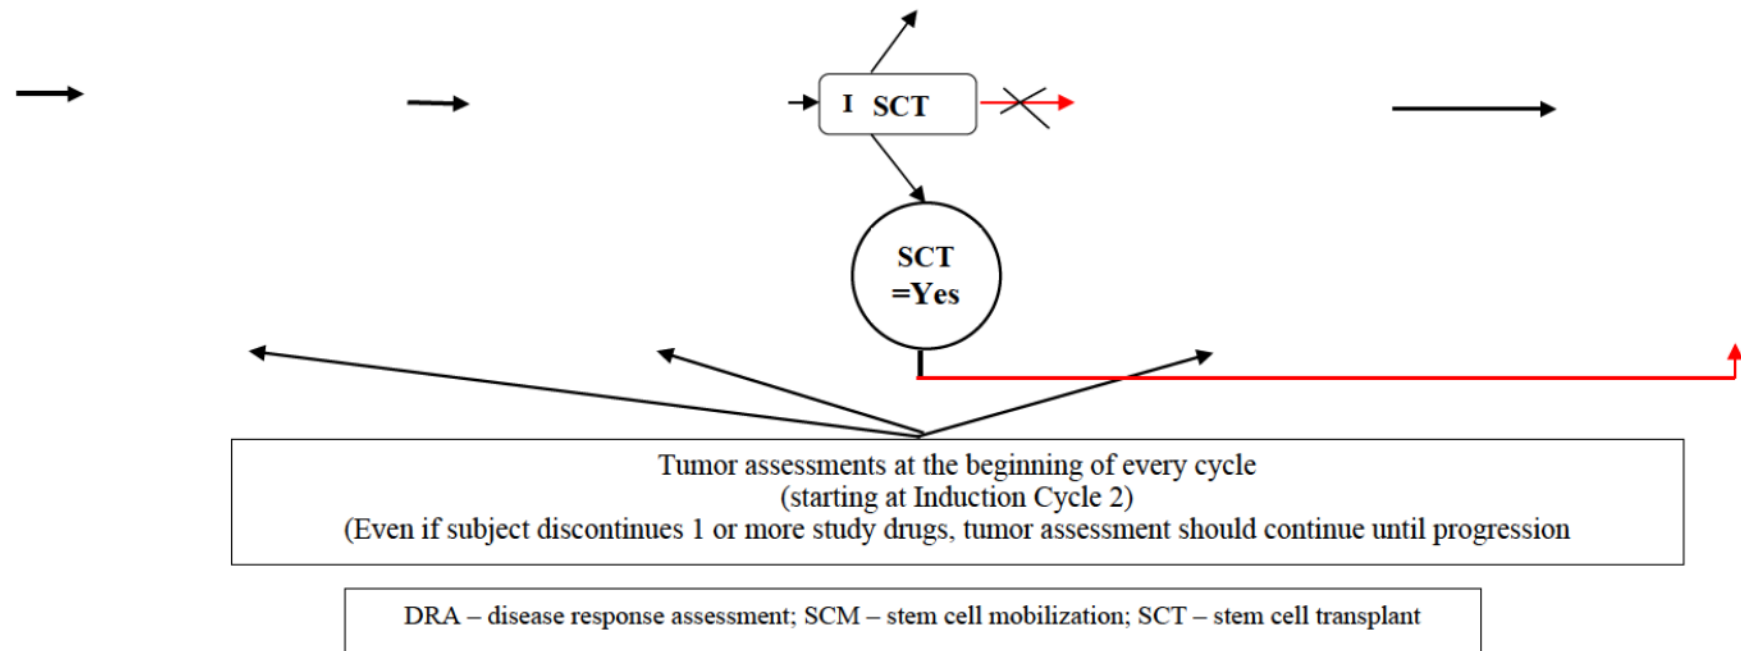 I SCT
SCT
=Yes
Tumor assessments at the beginning of every cycle
(starting at Induction Cycle 2)
(Even if subject discontinues 1 or more study drugs, tumor assessment should continue until progression
DRA – disease response assessment; SCM – stem cell mobilization; SCT – stem cell transplant